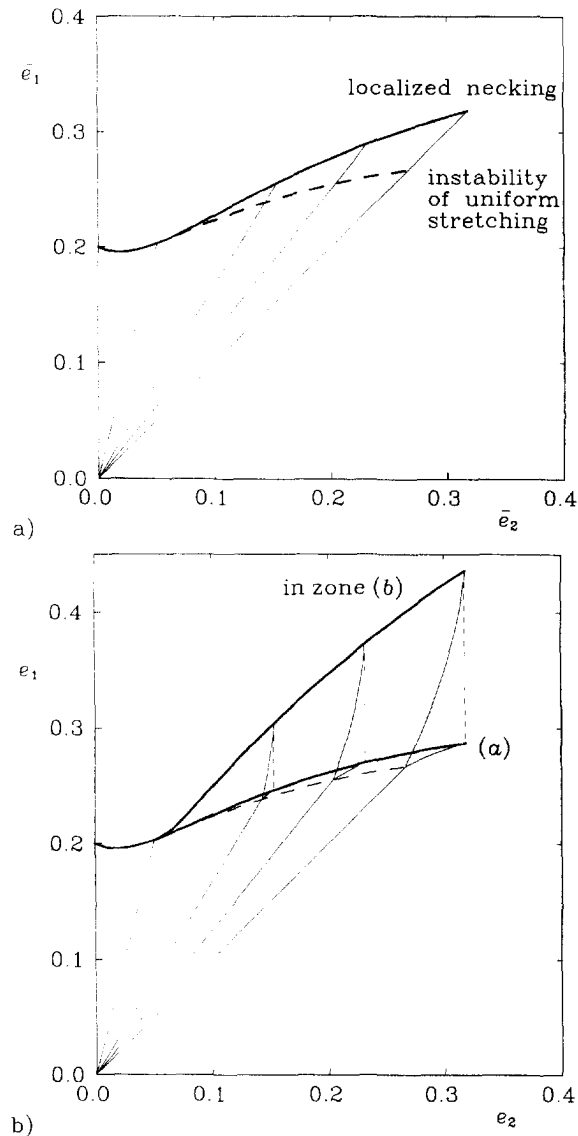 0.4
ē₁
localized necking
0.3
instability
of uniform
stretching
0.2
0.1
0.0
0.0 0.1 0.2 0.3 0.4
a) ē₂
in zone (b)
0.4
e₁
0.3
(a)
0.2
0.1
0.0
0.0 0.1 0.2 0.3 0.4
b) e₂